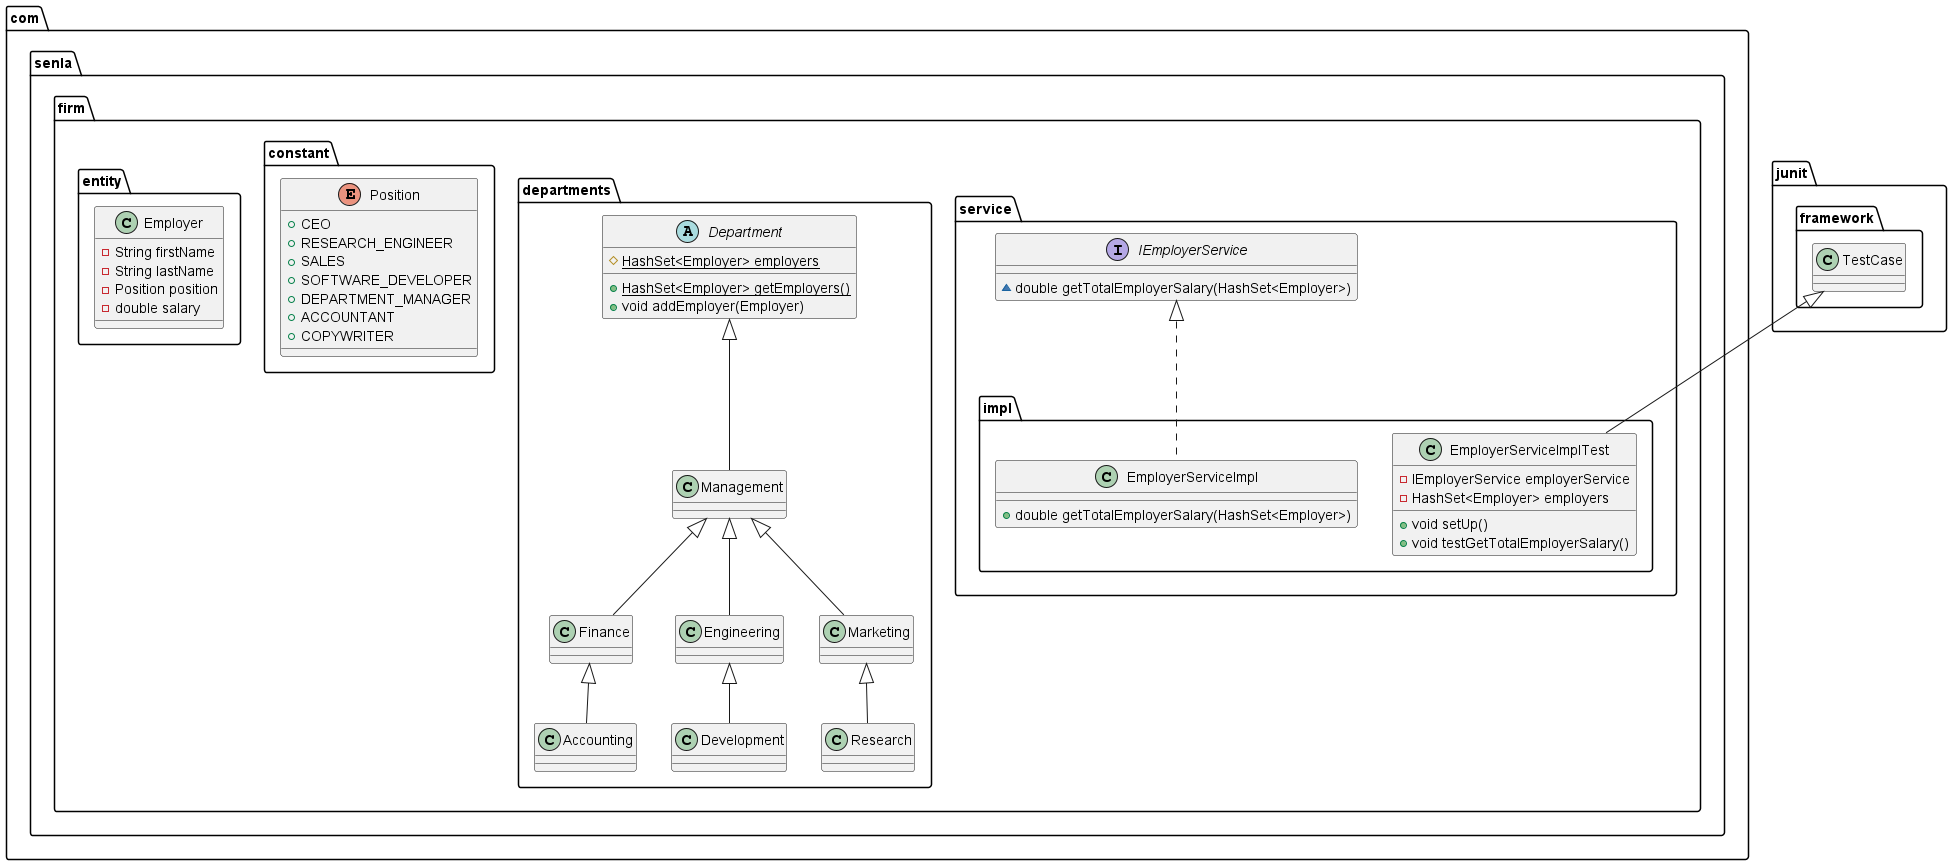 com
senla
firm
entity
C Employer
String firstName
String lastName
Position position
double salary
constant
E Position
CEO
RESEARCH_ENGINEER
SALES
SOFTWARE_DEVELOPER
DEPARTMENT_MANAGER
ACCOUNTANT
COPYWRITER
departments
A Department
HashSet<Employer> employers
HashSet<Employer> getEmployers()
void addEmployer(Employer)
C Management
C Finance
C Engineering
C Marketing
C Accounting
C Development
C Research
service
I IEmployerService
double getTotalEmployerSalary(HashSet<Employer>)
impl
C EmployerServiceImpl
double getTotalEmployerSalary(HashSet<Employer>)
C EmployerServiceImplTest
IEmployerService employerService
HashSet<Employer> employers
void setUp()
void testGetTotalEmployerSalary()
junit
framework
C TestCase